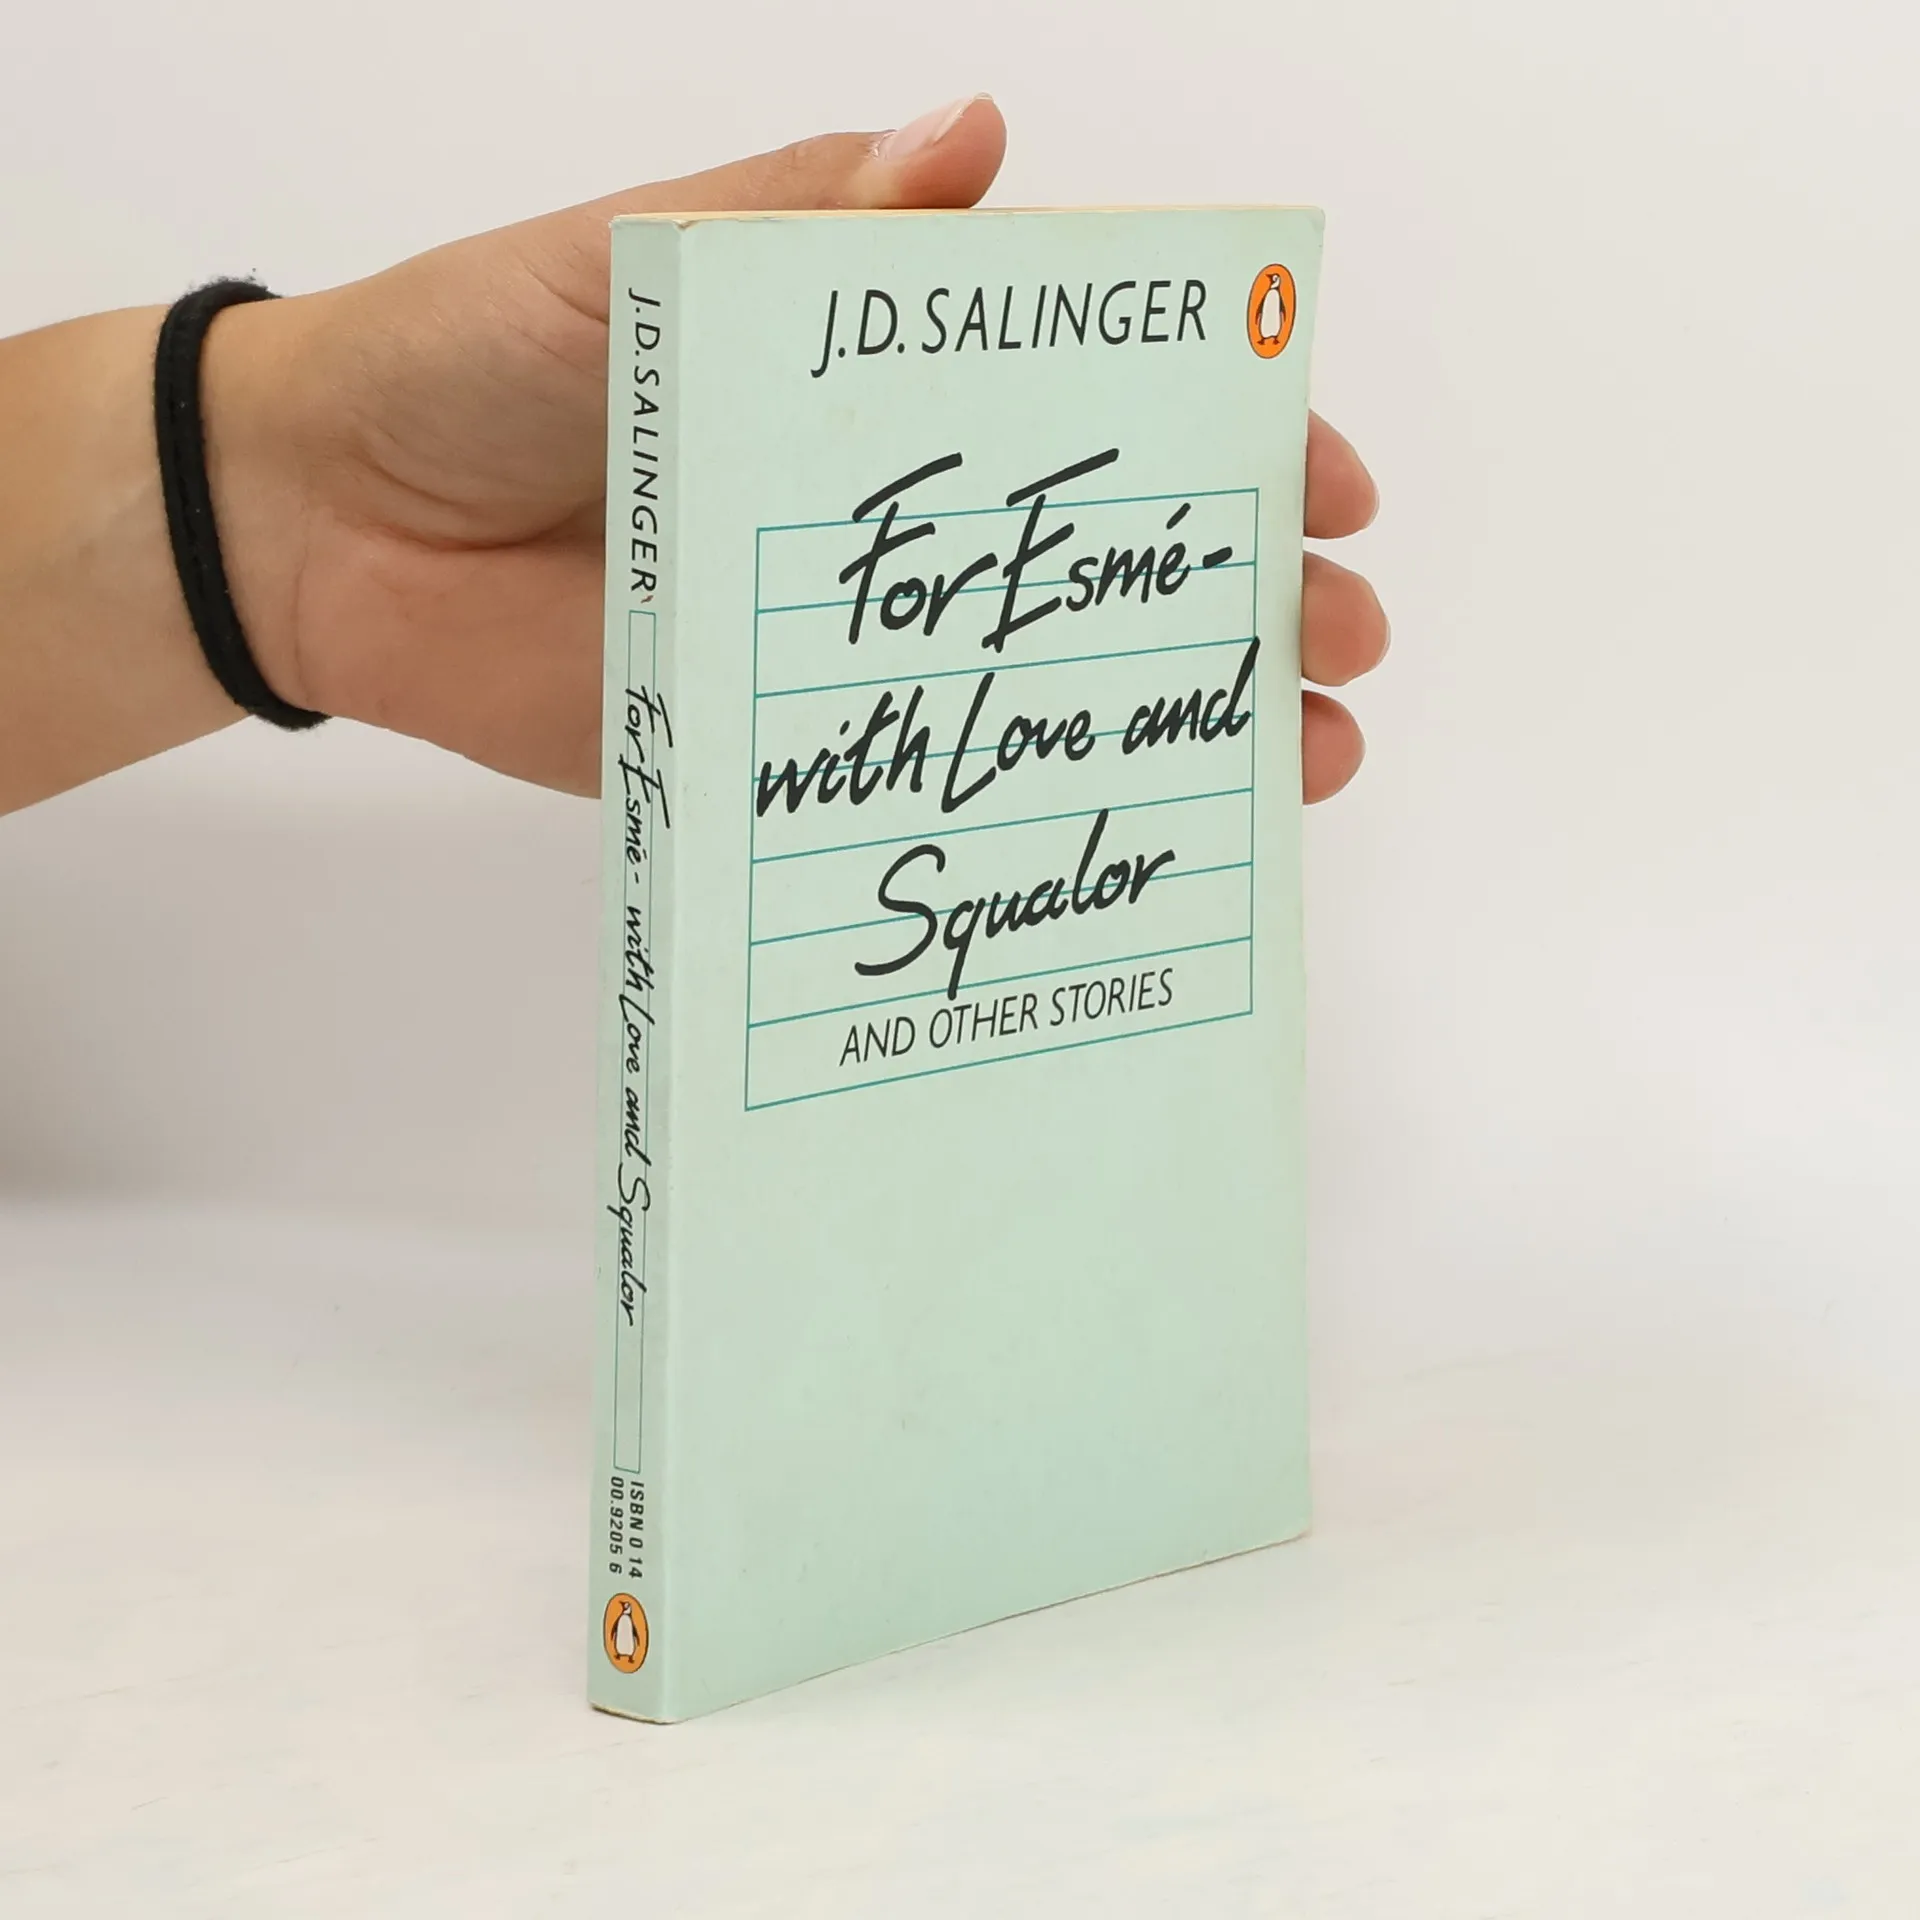 J.D. SALINGER
For Esmé -
with Love and
Squalor
AND OTHER STORIES
J.D. SALINGER
For Esmé - with Love and Squalor
ISBN 0 14
00.9205 6